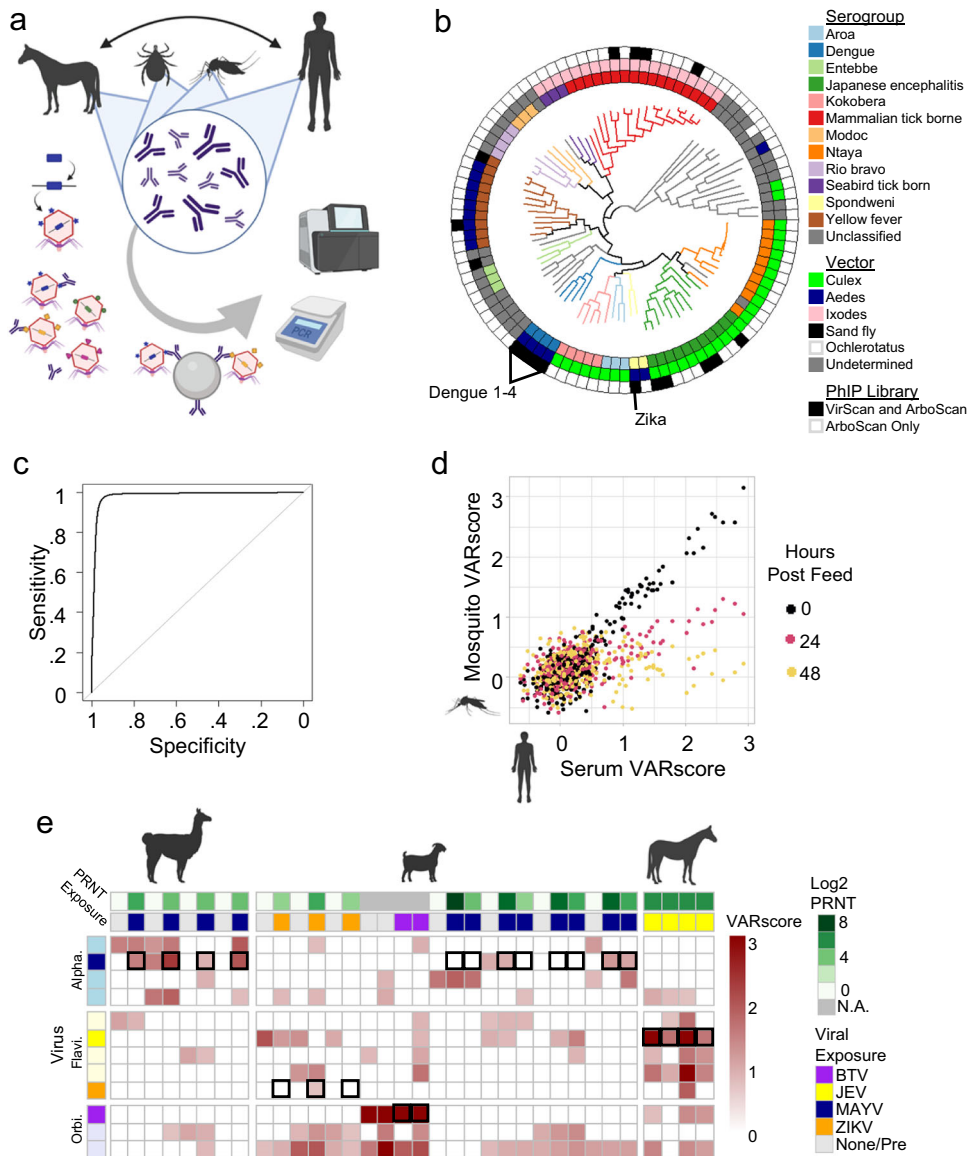 a
PCR
b
Dengue 1-4
Zika
Serogroup
Aroa
Dengue
Entebbe
Japanese encephalitis
Kokobera
Mammalian tick borne
Modoc
Ntaya
Rio bravo
Seabird tick born
Spondweni
Yellow fever
Unclassified
Vector
Culex
Aedes
Ixodes
Sand fly
Ochlerotatus
Undetermined
PhIP Library
VirScan and ArboScan
ArboScan Only
c
Sensitivity
1
.8
.6
.4
.2
0
1 .8 .6 .4 .2 0
Specificity
d
Mosquito VARscore
3
2
1
0
0 1 2 3
Serum VARscore
Hours
Post Feed
0
24
48
e
PRNT
Exposure
Virus
Alpha.
Flavi.
Orbi.
VARscore
3
2
1
0
Log2
PRNT
8
4
0
N.A.
Viral
Exposure
BTV
JEV
MAYV
ZIKV
None/Pre